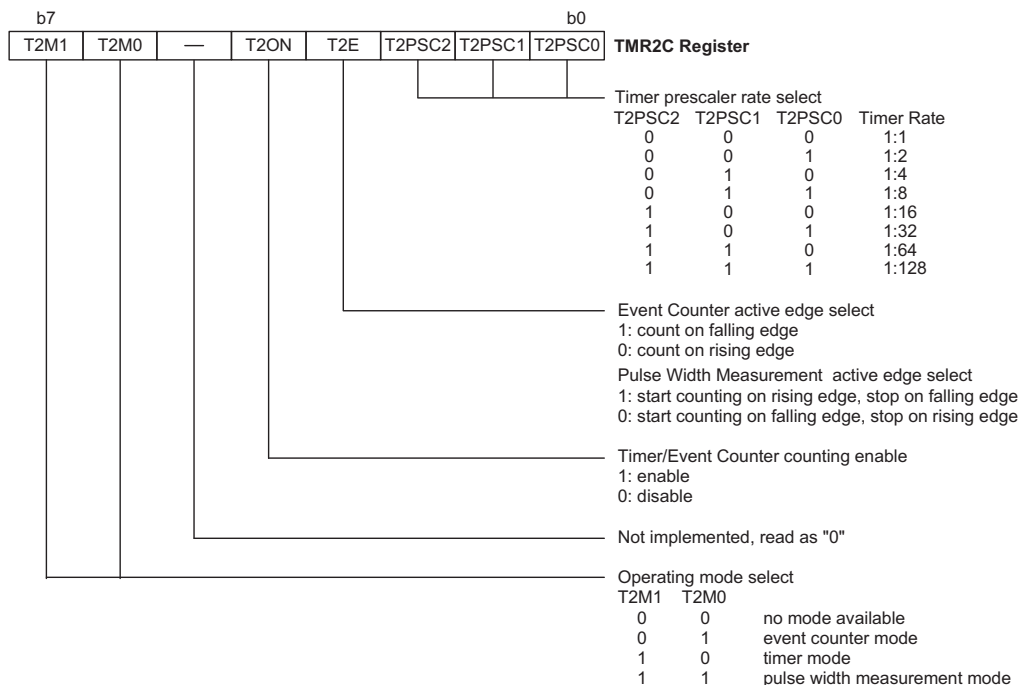 b7 b0
T2M1 T2M0 — T2ON T2E T2PSC2 T2PSC1 T2PSC0 TMR2C Register
Timer prescaler rate select
T2PSC2 T2PSC1 T2PSC0 Timer Rate
0 0 0 1:1
0 0 1 1:2
0 1 0 1:4
0 1 1 1:8
1 0 0 1:16
1 0 1 1:32
1 1 0 1:64
1 1 1 1:128
Event Counter active edge select
1: count on falling edge
0: count on rising edge
Pulse Width Measurement active edge select
1: start counting on rising edge, stop on falling edge
0: start counting on falling edge, stop on rising edge
Timer/Event Counter counting enable
1: enable
0: disable
Not implemented, read as "0"
Operating mode select
T2M1 T2M0
0 0 no mode available
0 1 event counter mode
1 0 timer mode
1 1 pulse width measurement mode